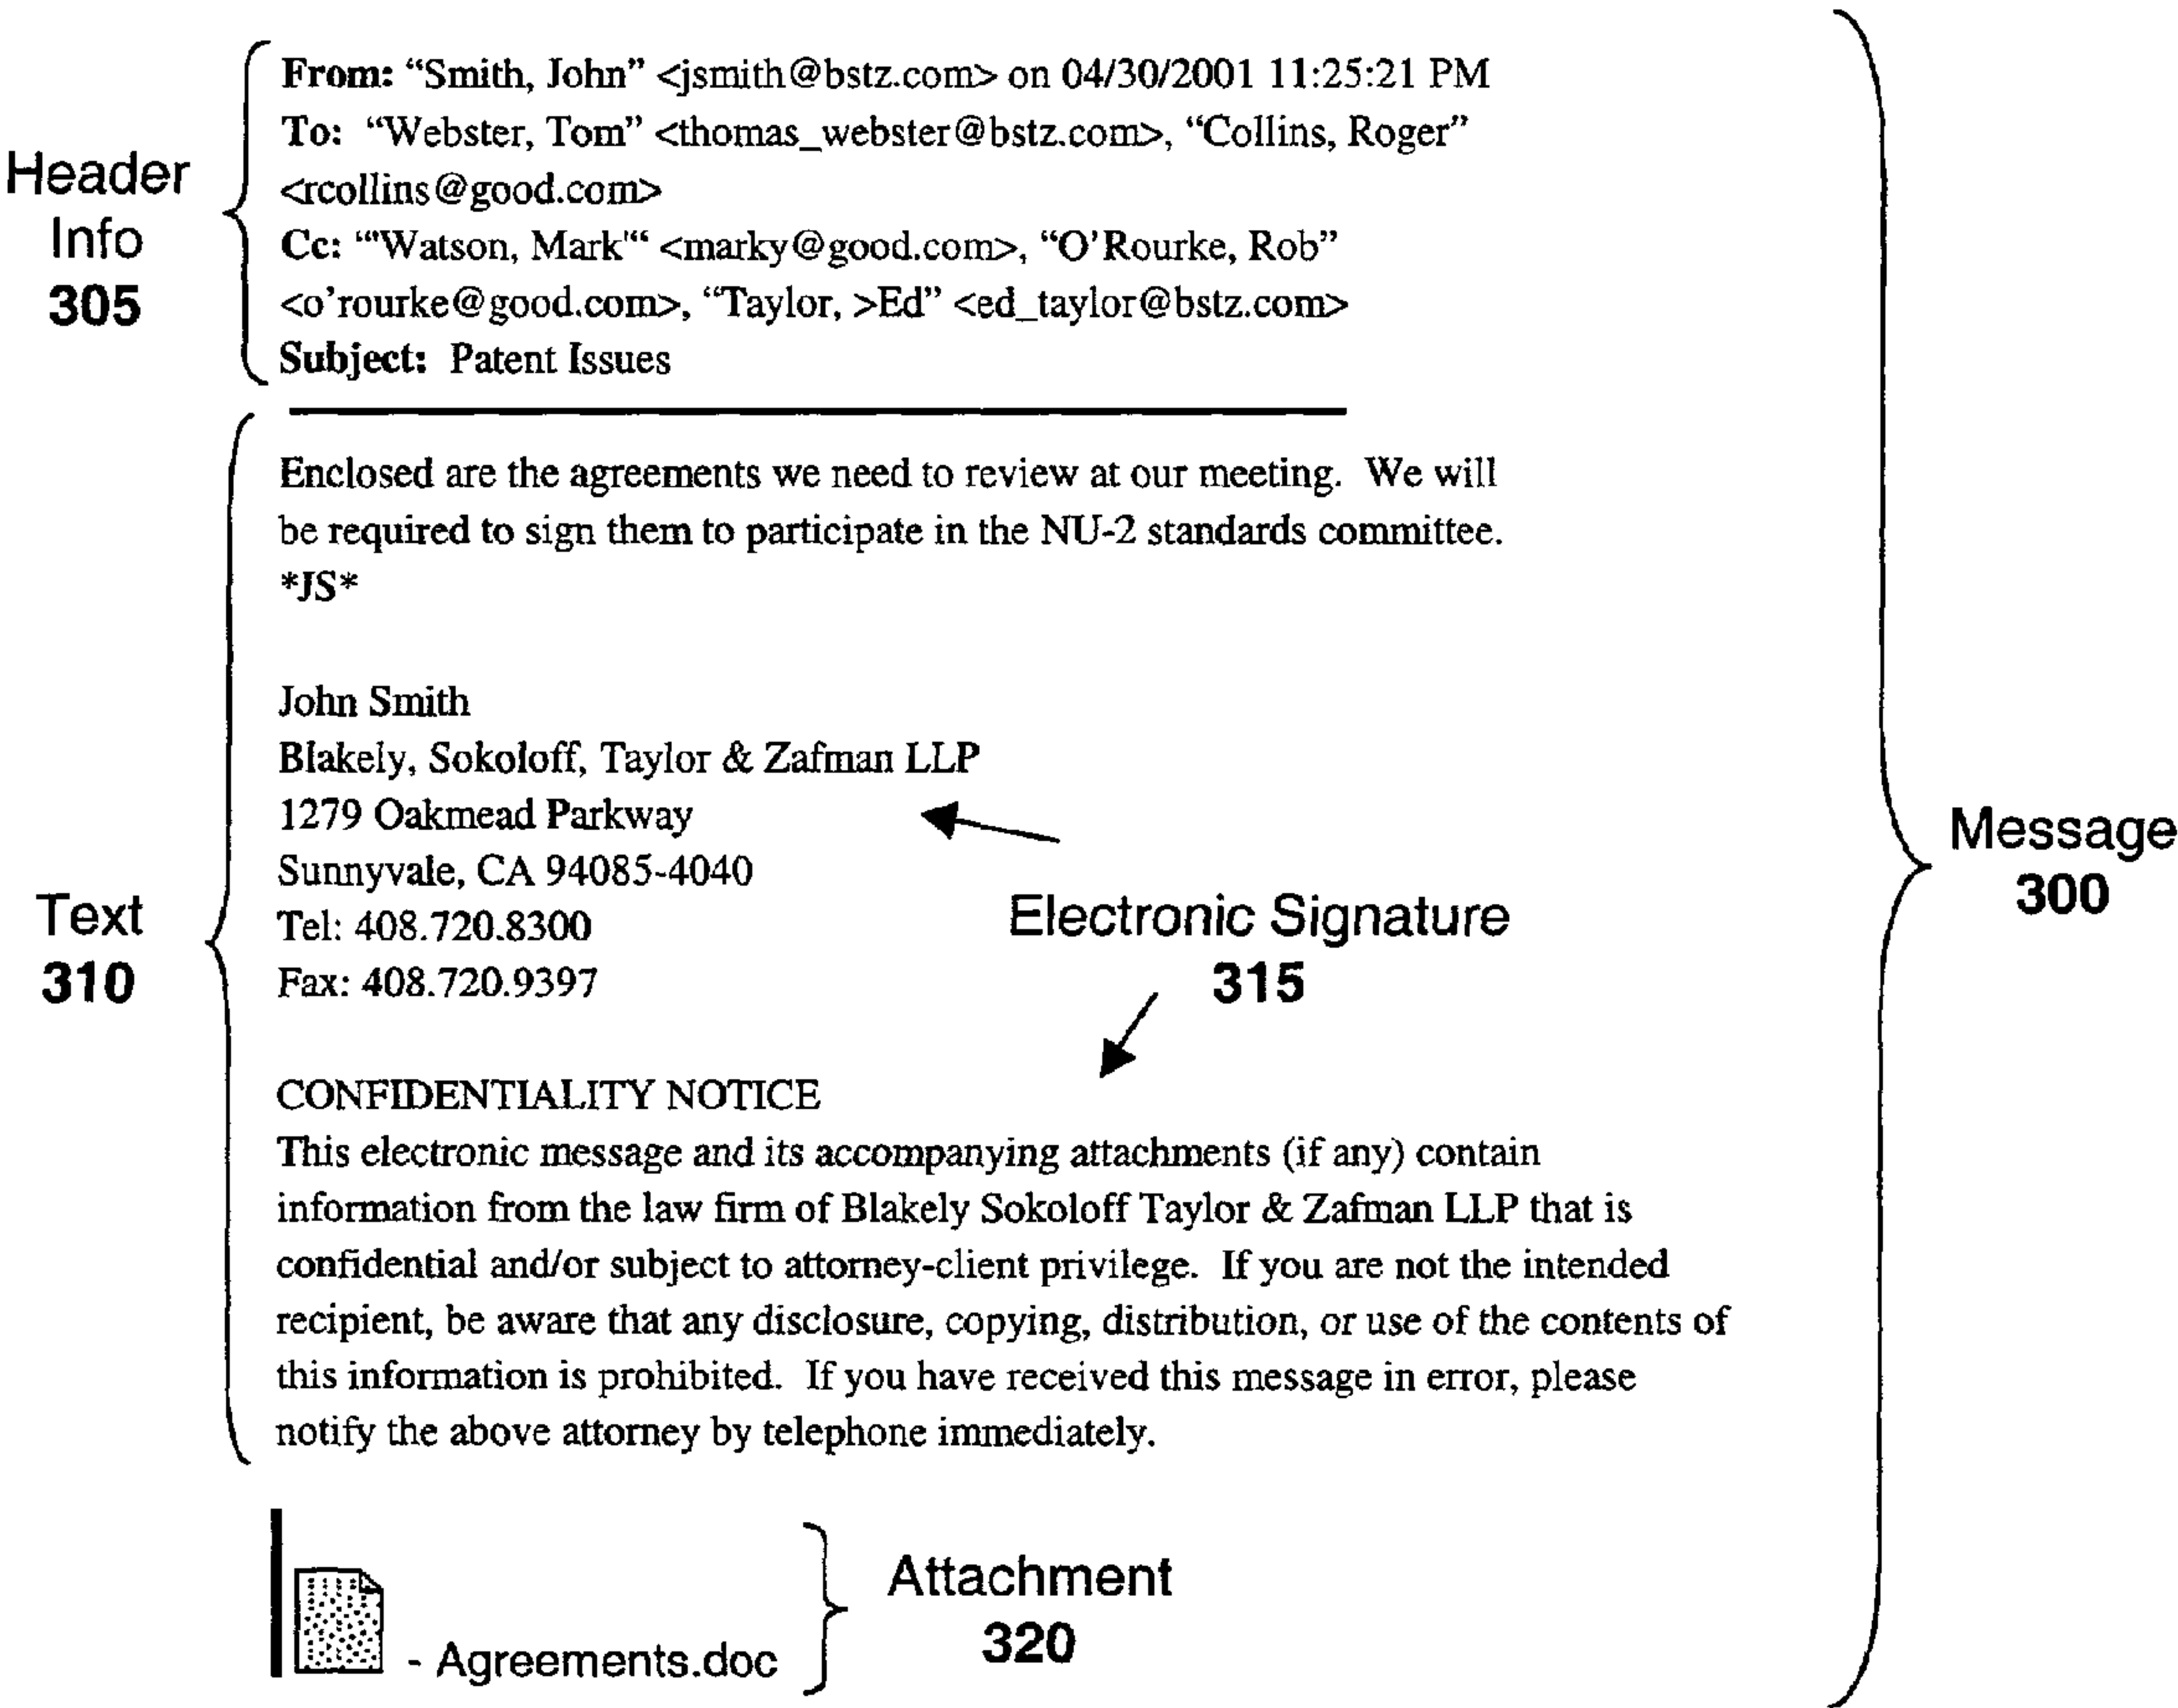 From: “Smith, John” <jsmith@bstz.com> on 04/30/2001 11:25:21 PM
To: “Webster, Tom” <thomas_webster@bstz.com>, “Collins, Roger”
<rcollins@good.com>
Cc: “'Watson, Mark'“ <marky@good.com>, “O’Rourke, Rob”
<o’rourke@good.com>, “Taylor, >Ed” <ed_taylor@bstz.com>
Subject: Patent Issues
Header
Info
305
Enclosed are the agreements we need to review at our meeting. We will
be required to sign them to participate in the NU-2 standards committee.
*JS*
John Smith
Blakely, Sokoloff, Taylor & Zafman LLP
1279 Oakmead Parkway
Sunnyvale, CA 94085-4040
Tel: 408.720.8300
Fax: 408.720.9397
Text
310
Electronic Signature
315
Message
300
CONFIDENTIALITY NOTICE
This electronic message and its accompanying attachments (if any) contain
information from the law firm of Blakely Sokoloff Taylor & Zafman LLP that is
confidential and/or subject to attorney-client privilege. If you are not the intended
recipient, be aware that any disclosure, copying, distribution, or use of the contents of
this information is prohibited. If you have received this message in error, please
notify the above attorney by telephone immediately.
- Agreements.doc
Attachment
320